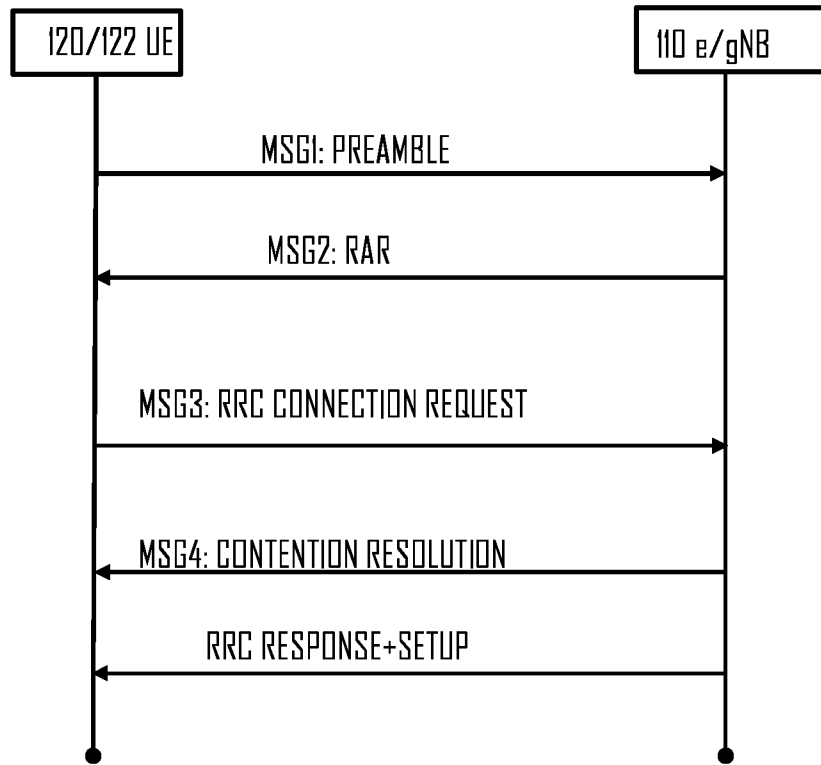 120/122 UE
110 e/gNB
MSG1: PREAMBLE
MSG2: RAR
MSG3: RRC CONNECTION REQUEST
MSG4: CONTENTION RESOLUTION
RRC RESPONSE+SETUP